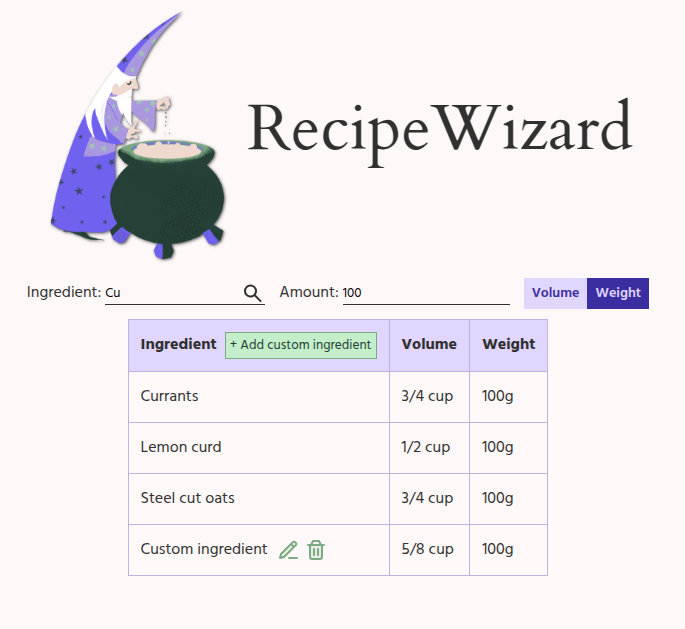 RecipeWizard
Ingredient: Cu Amount: 100 Volume Weight
Ingredient + Add custom ingredient Volume Weight
Currants 3/4 cup 100g
Lemon curd 1/2 cup 100g
Steel cut oats 3/4 cup 100g
Custom ingredient 5/8 cup 100g